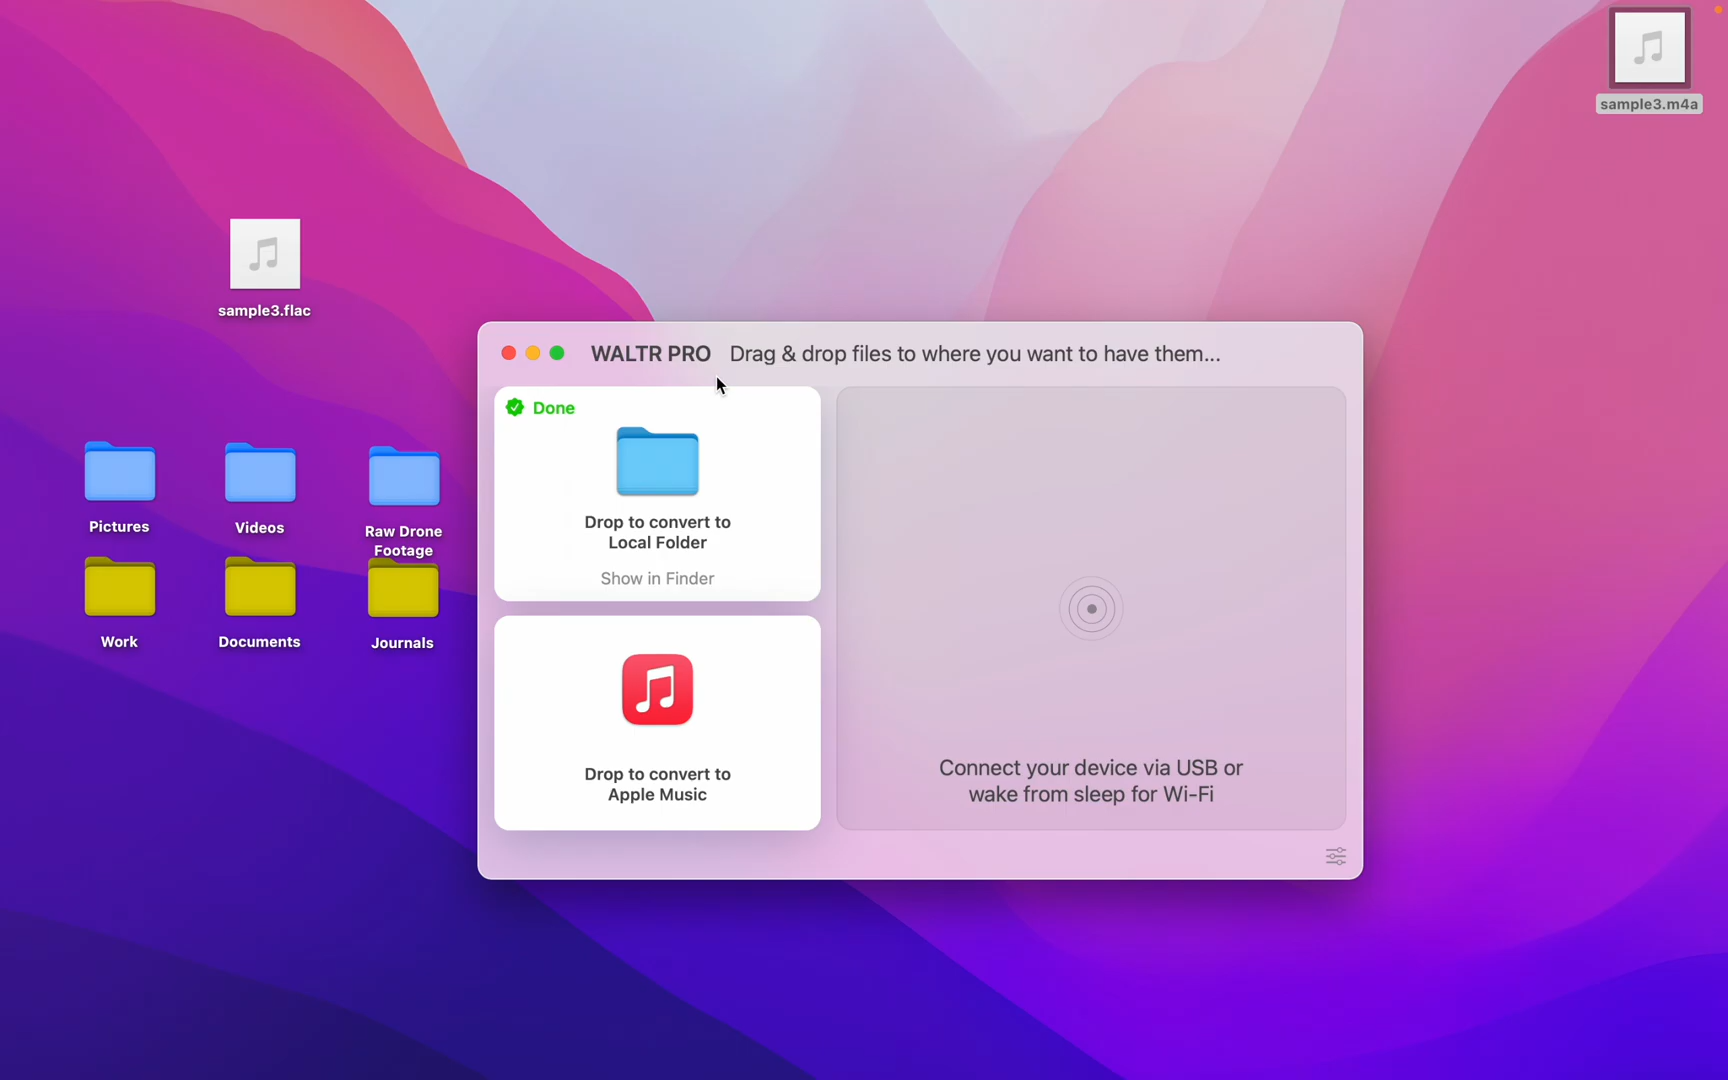 sample3.m4a
sample3.flac
WALTR PRO Drag & drop files to where you want to have them...
Done
Drop to convert to
Local Folder
Show in Finder
Drop to convert to
Apple Music
Connect your device via USB or
wake from sleep for Wi-Fi
Pictures
Videos
Raw Drone
Footage
Work
Documents
Journals